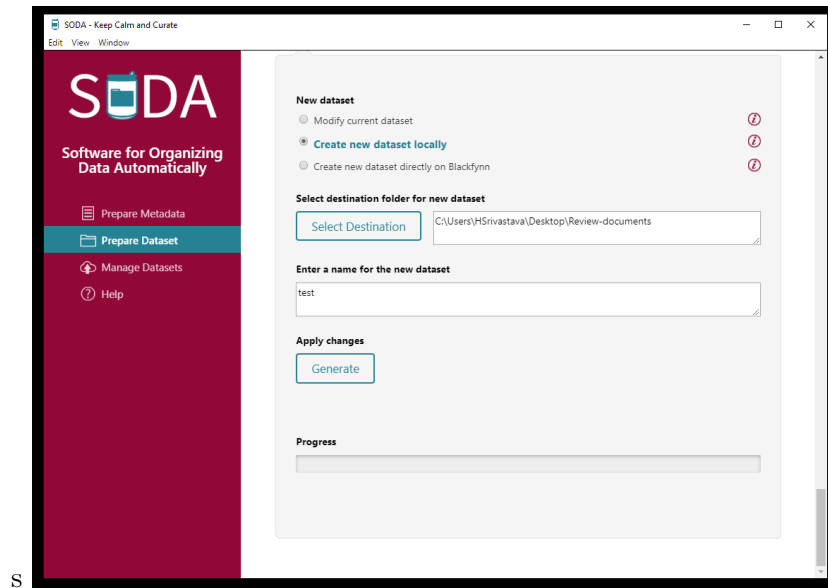 SODA - Keep Calm and Curate
Edit View Window
SODA
Software for Organizing
Data Automatically
Prepare Metadata
Prepare Dataset
Manage Datasets
Help
New dataset
Modify current dataset
Create new dataset locally
Create new dataset directly on Blackfynn
Select destination folder for new dataset
Select Destination
C:\Users\HSrivastava\Desktop\Review-documents
Enter a name for the new dataset
test
Apply changes
Generate
Progress
s